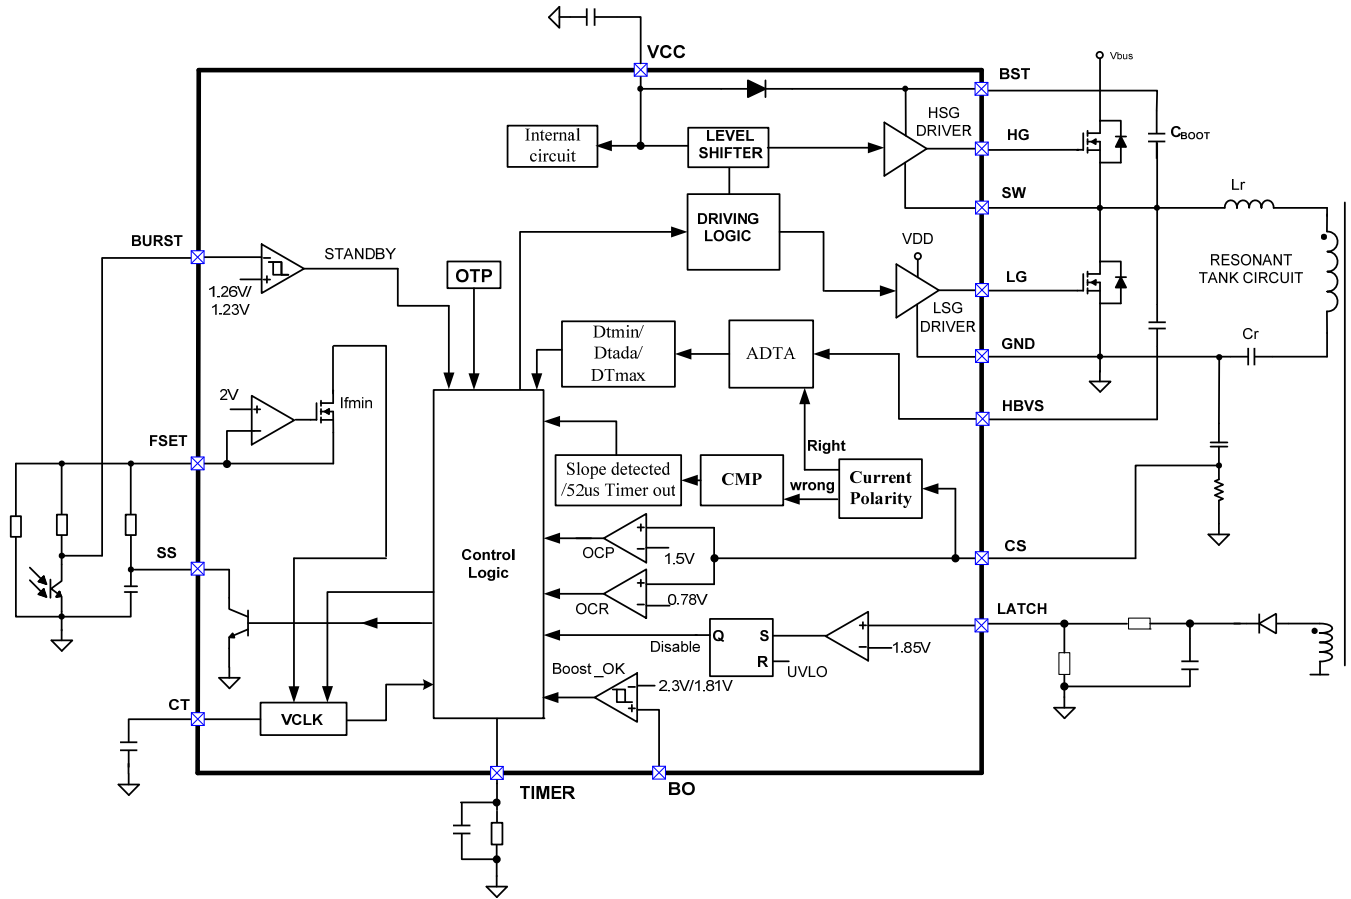 VCC
Vbus
BST
HSG
DRIVER
Internal
circuit
LEVEL
SHIFTER
HG
CBOOT
SW
Lr
DRIVING
LOGIC
BURST
STANDBY
1.26V/
1.23V
OTP
VDD
LG
LSG
DRIVER
RESONANT
TANK CIRCUIT
Dtmin/
Dtada/
DTmax
ADTA
GND
Cr
2V
Ifmin
HBVS
FSET
Right
wrong
Slope detected
/52us Timer out
CMP
Current
Polarity
SS
Control
Logic
OCP
1.5V
CS
OCR
0.78V
LATCH
Disable
Q
S
R
1.85V
UVLO
Boost_OK
2.3V/1.81V
CT
VCLK
TIMER
BO